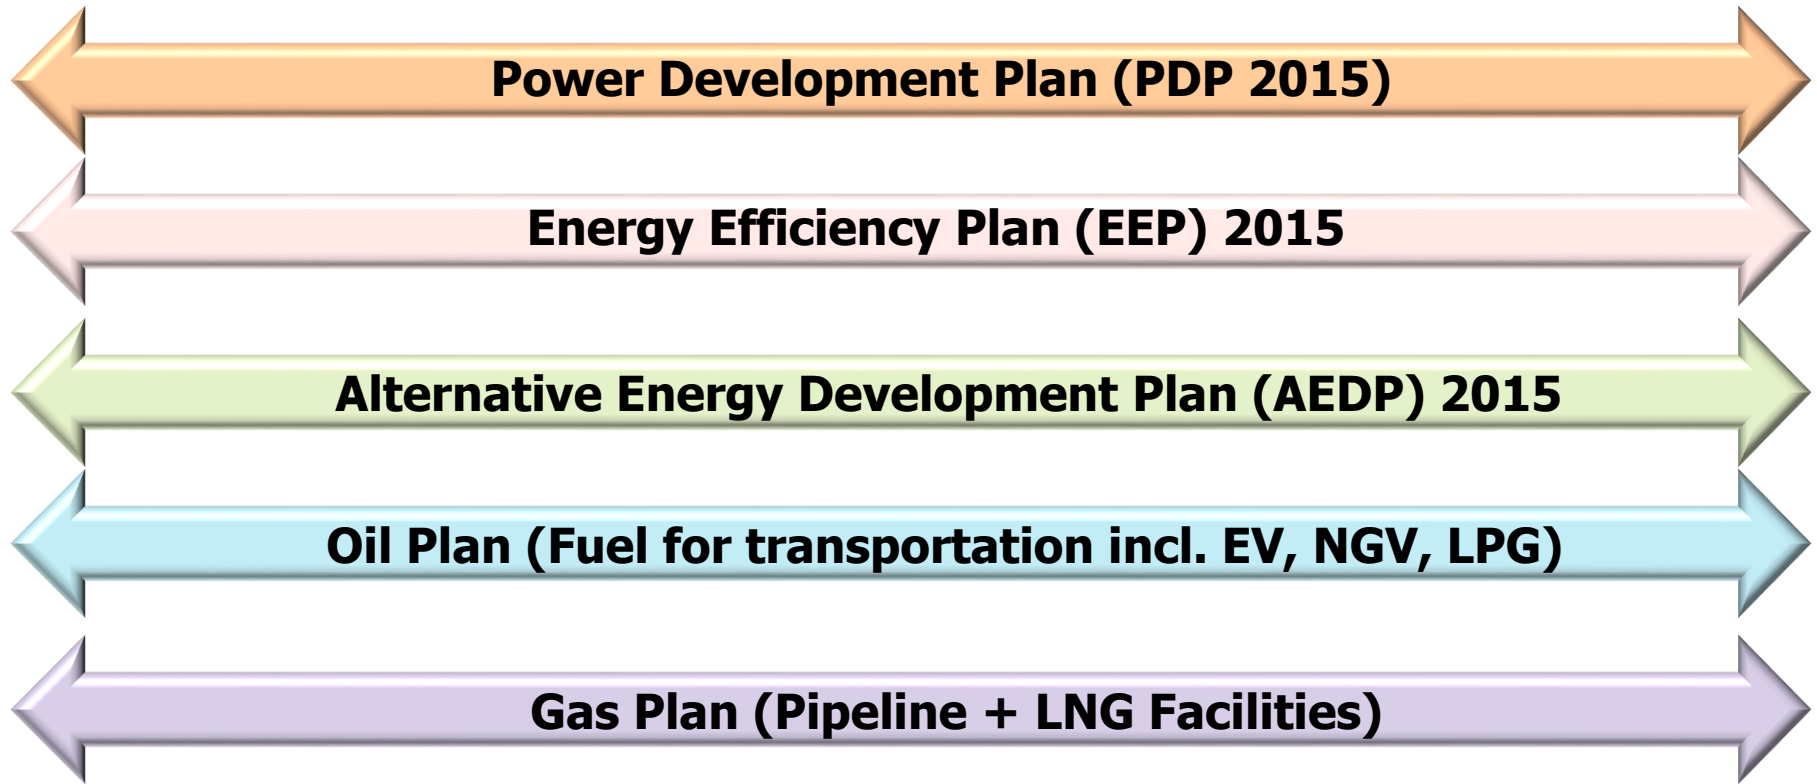 Power Development Plan (PDP 2015)
Energy Efficiency Plan (EEP) 2015
Alternative Energy Development Plan (AEDP) 2015
Oil Plan (Fuel for transportation incl. EV, NGV, LPG)
Gas Plan (Pipeline + LNG Facilities)